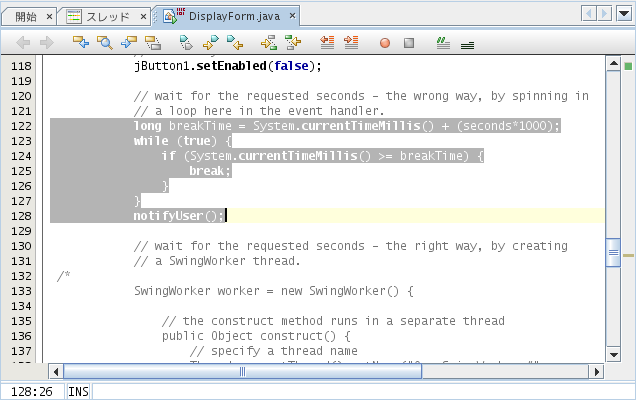 開始 スレッド DisplayForm.java
118 jButton1.setEnabled(false);
119
120 // wait for the requested seconds - the wrong way, by spinning in
121 // a loop here in the event handler.
122 long breakTime = System.currentTimeMillis() + (seconds*1000);
123 while (true) {
124 if (System.currentTimeMillis() >= breakTime) {
125 break;
126 }
127 }
128 notifyUser();
129
130 // wait for the requested seconds - the right way, by creating
131 // a SwingWorker thread.
132 /*
133 SwingWorker worker = new SwingWorker() {
134
135 // the construct method runs in a separate thread
136 public Object construct() {
137 // specify a thread name
128:26 INS